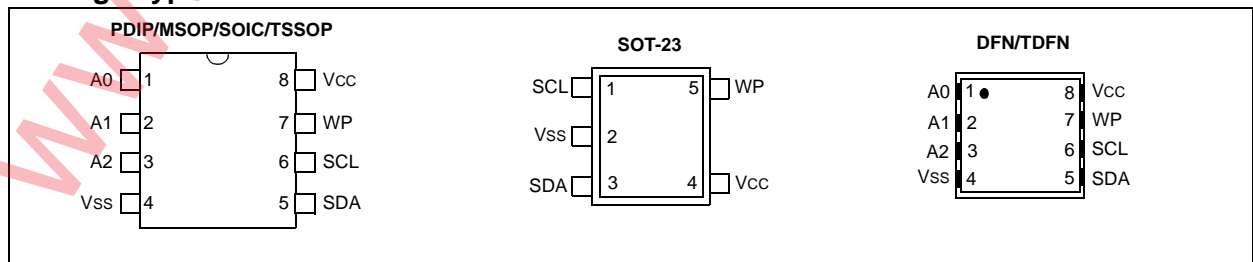 PDIP/MSOP/SOIC/TSSOP
A0 1 8 VCC
A1 2 7 WP
A2 3 6 SCL
VSS 4 5 SDA
SOT-23
SCL 1 5 WP
VSS 2
SDA 3 4 VCC
DFN/TDFN
A0 1 8 VCC
A1 2 7 WP
A2 3 6 SCL
VSS 4 5 SDA